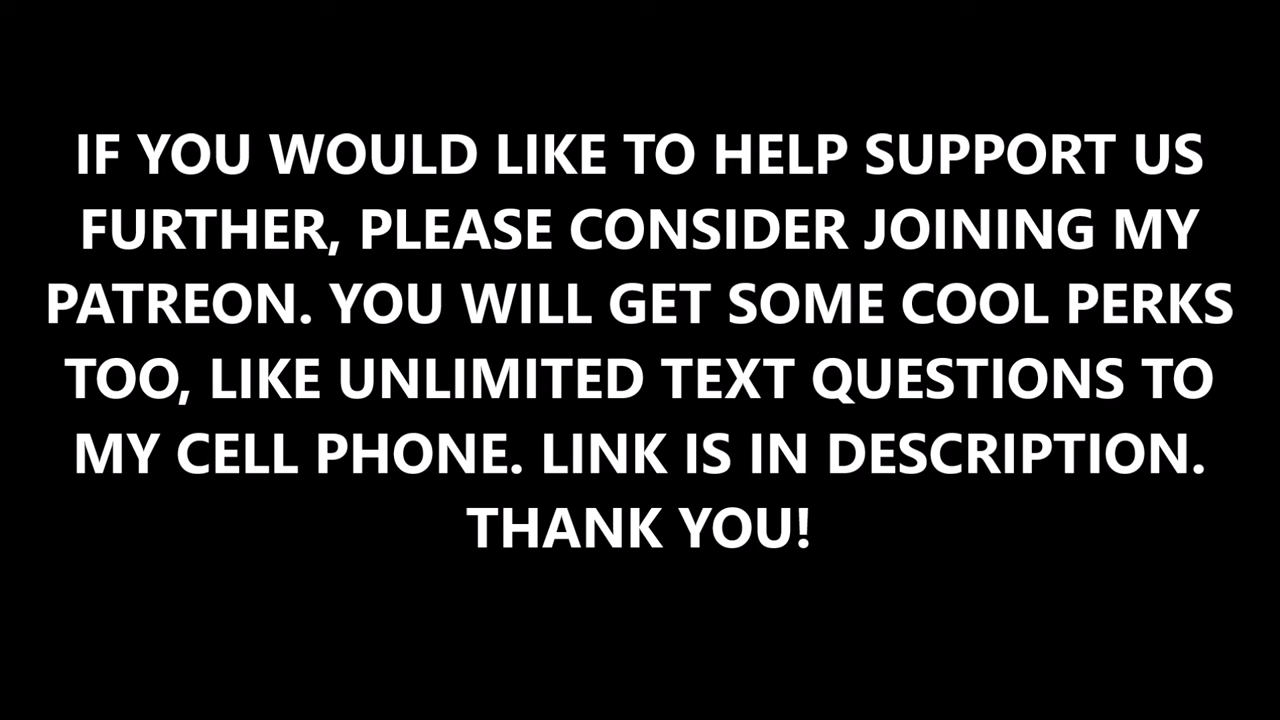 IF YOU WOULD LIKE TO HELP SUPPORT US
FURTHER, PLEASE CONSIDER JOINING MY
PATREON. YOU WILL GET SOME COOL PERKS
TOO, LIKE UNLIMITED TEXT QUESTIONS TO
MY CELL PHONE. LINK IS IN DESCRIPTION.
THANK YOU!